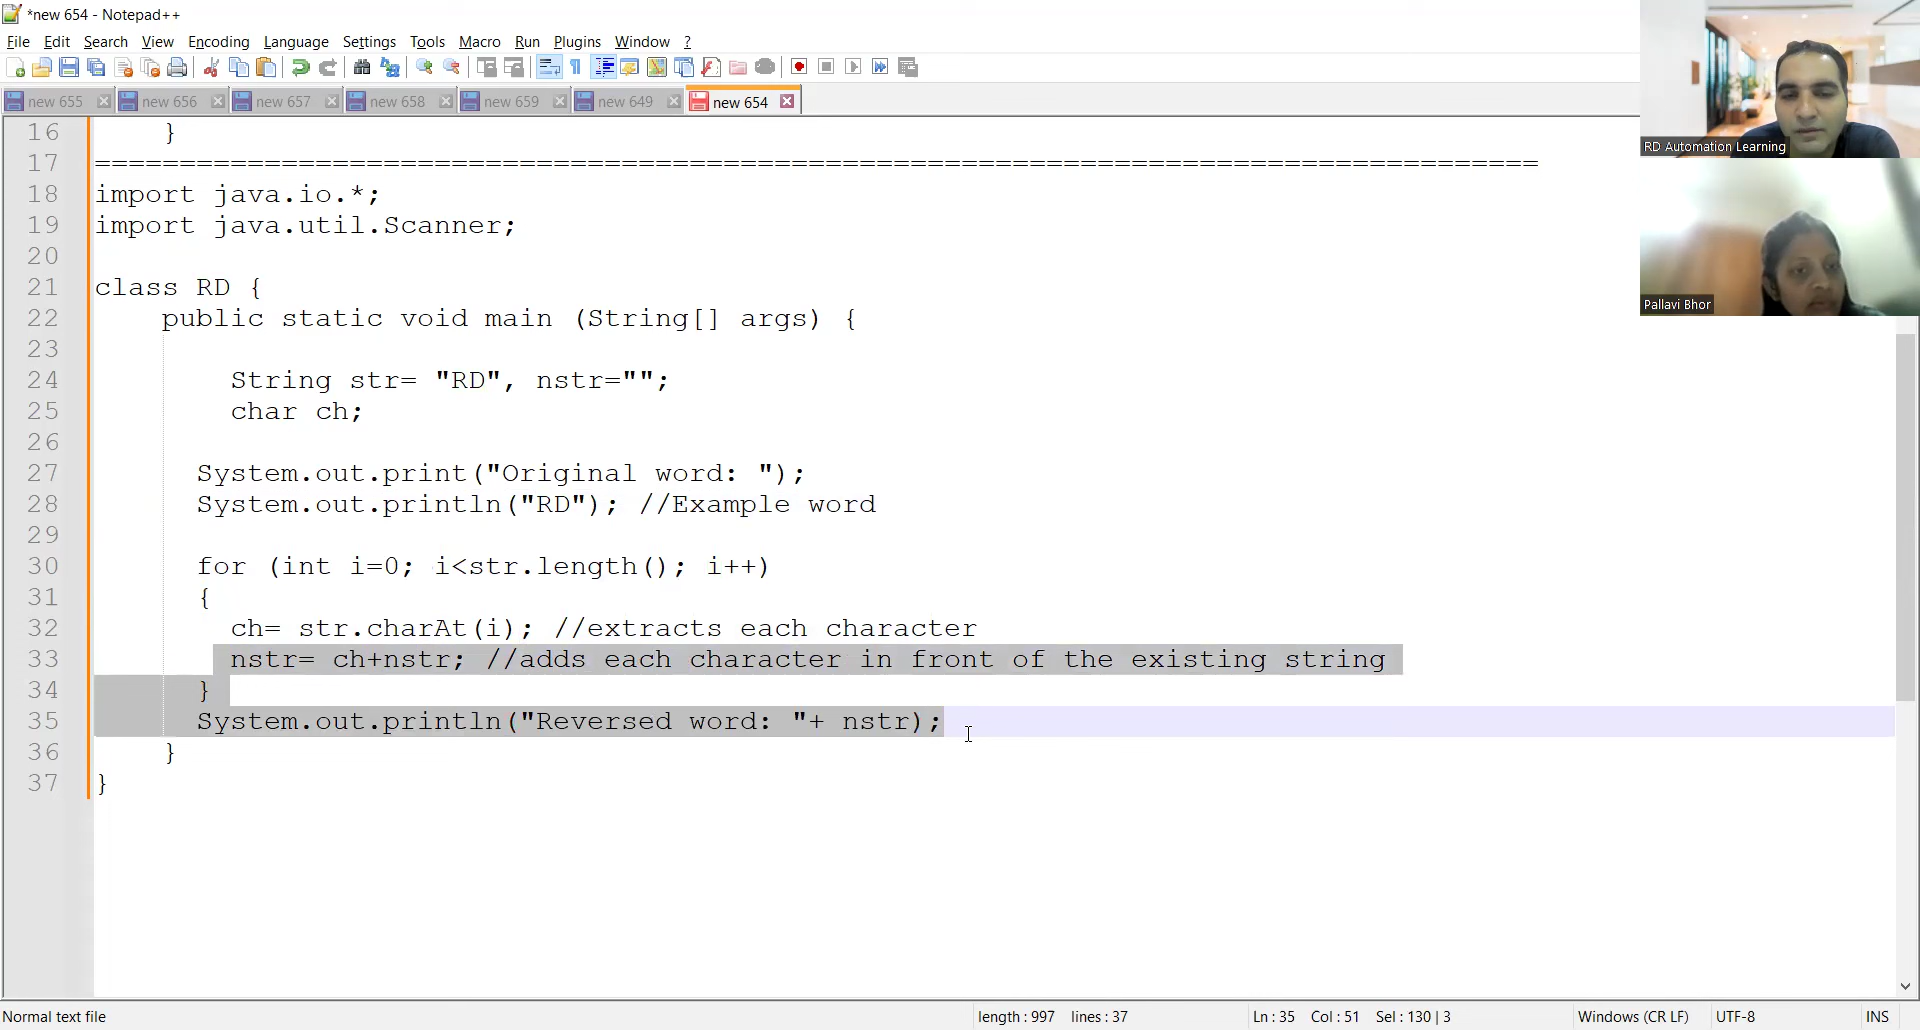 *new 654 - Notepad++
File Edit Search View Encoding Language Settings Tools Macro Run Plugins Window ?
new 655 new 656 new 657 new 658 new 659 new 649 new 654
RD Automation Learning
Pallavi Bhor
16 }
17 ======================================================================================
18 import java.io.*;
19 import java.util.Scanner;
20
21 class RD {
22 public static void main (String[] args) {
23
24 String str= "RD", nstr="";
25 char ch;
26
27 System.out.print("Original word: ");
28 System.out.println("RD"); //Example word
29
30 for (int i=0; i<str.length(); i++)
31 {
32 ch= str.charAt(i); //extracts each character
33 nstr= ch+nstr; //adds each character in front of the existing string
34 }
35 System.out.println("Reversed word: "+ nstr);
36 }
37 }
Normal text file length : 997 lines : 37 Ln : 35 Col : 51 Sel : 130 | 3 Windows (CR LF) UTF-8 INS